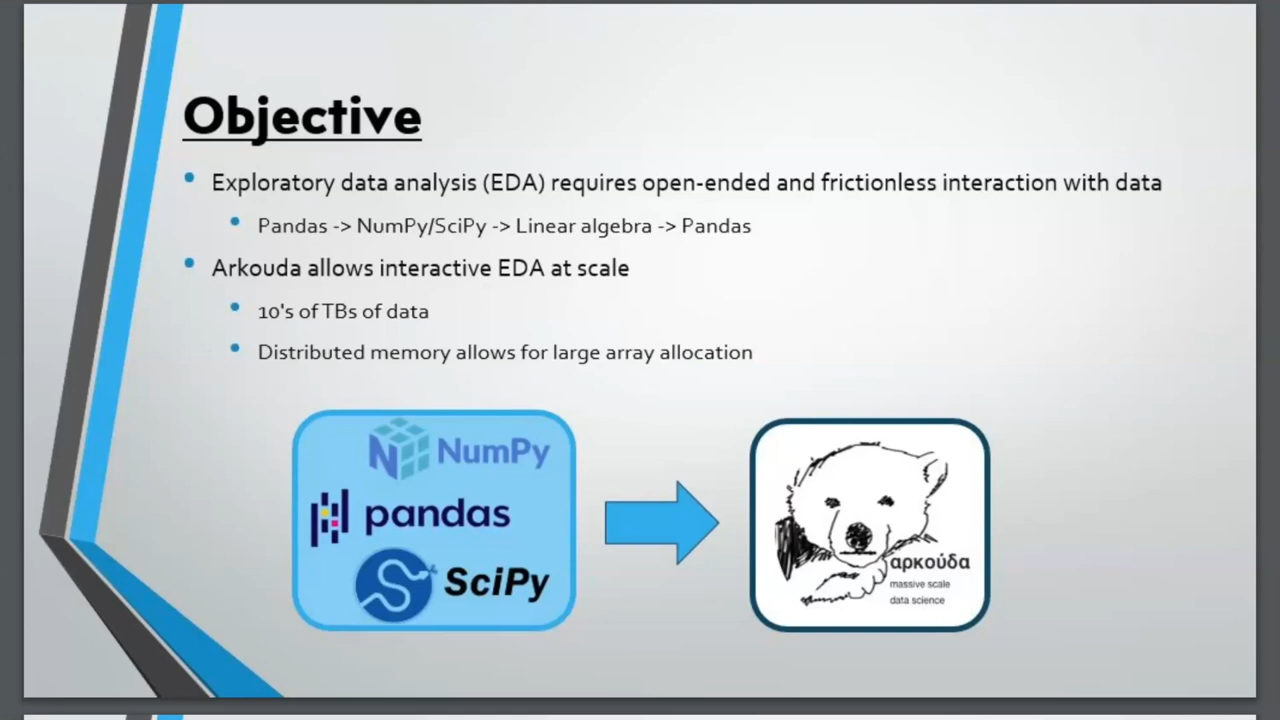 Objective
Exploratory data analysis (EDA) requires open-ended and frictionless interaction with data
Pandas -> NumPy/SciPy -> Linear algebra -> Pandas
Arkouda allows interactive EDA at scale
10's of TBs of data
Distributed memory allows for large array allocation
NumPy
pandas
SciPy
αρκούδα
massive scale
data science